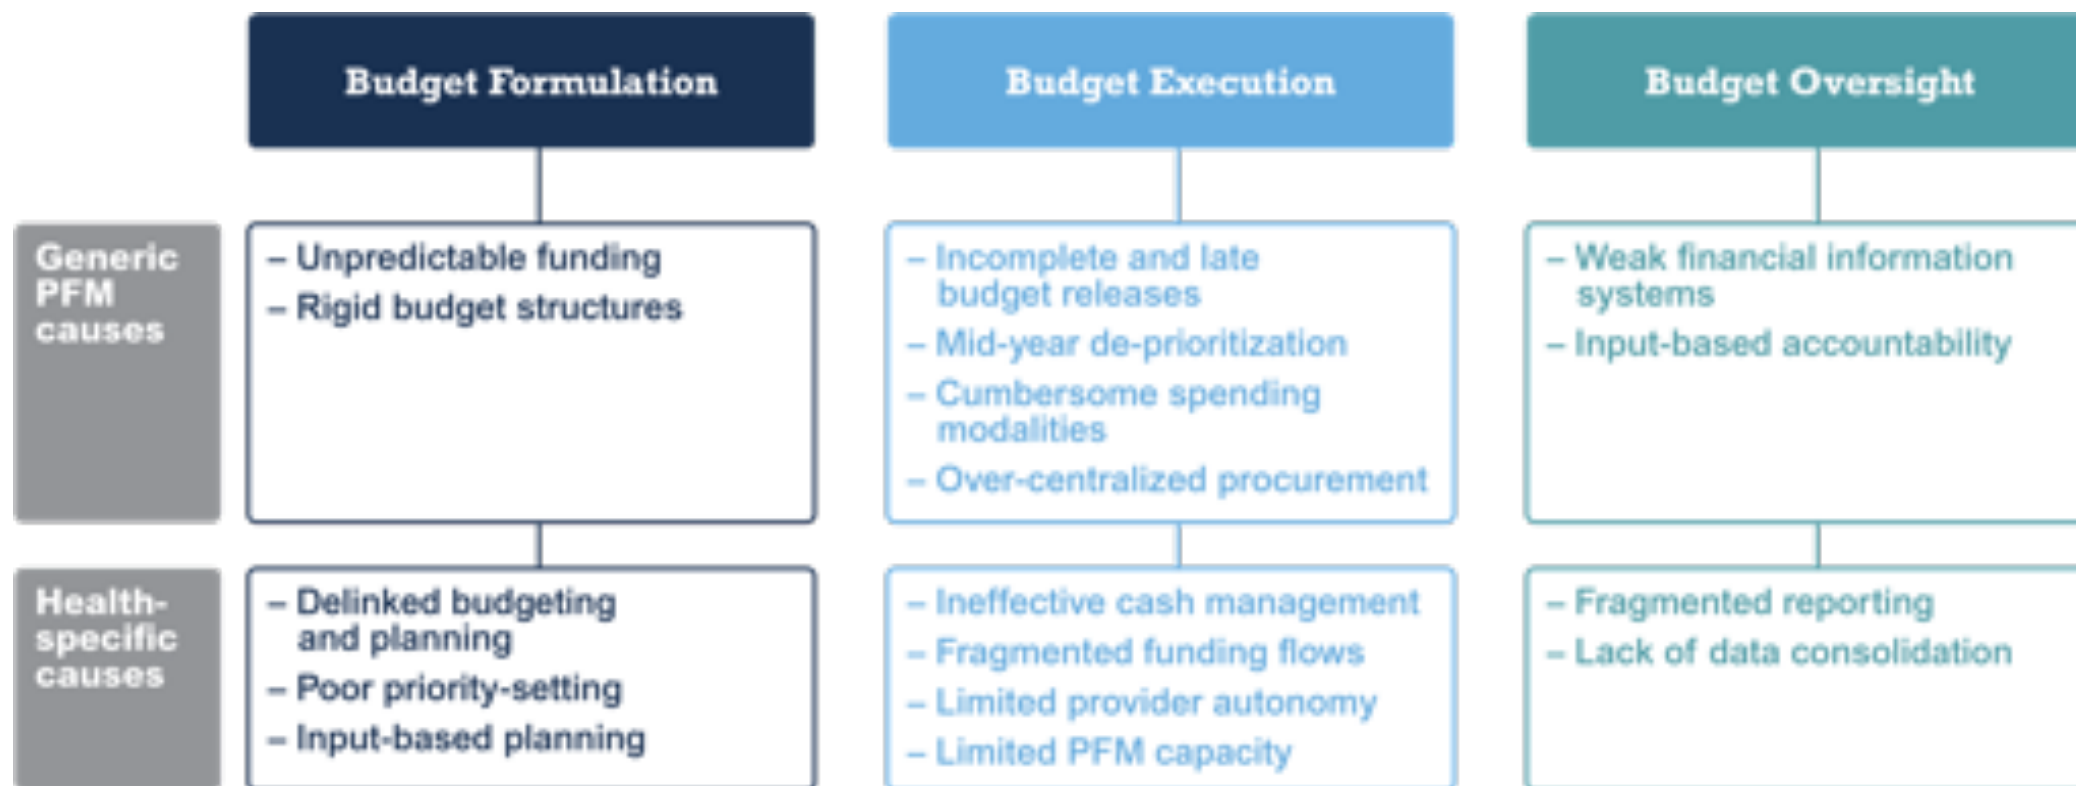 Budget Formulation
Budget Execution
Budget Oversight
Generic
PFM
causes
– Unpredictable funding
– Rigid budget structures
– Incomplete and late
budget releases
– Mid-year de-prioritization
– Cumbersome spending
modalities
– Over-centralized procurement
– Weak financial information
systems
– Input-based accountability
Health-
specific
causes
– Delinked budgeting
and planning
– Poor priority-setting
– Input-based planning
– Ineffective cash management
– Fragmented funding flows
– Limited provider autonomy
– Limited PFM capacity
– Fragmented reporting
– Lack of data consolidation